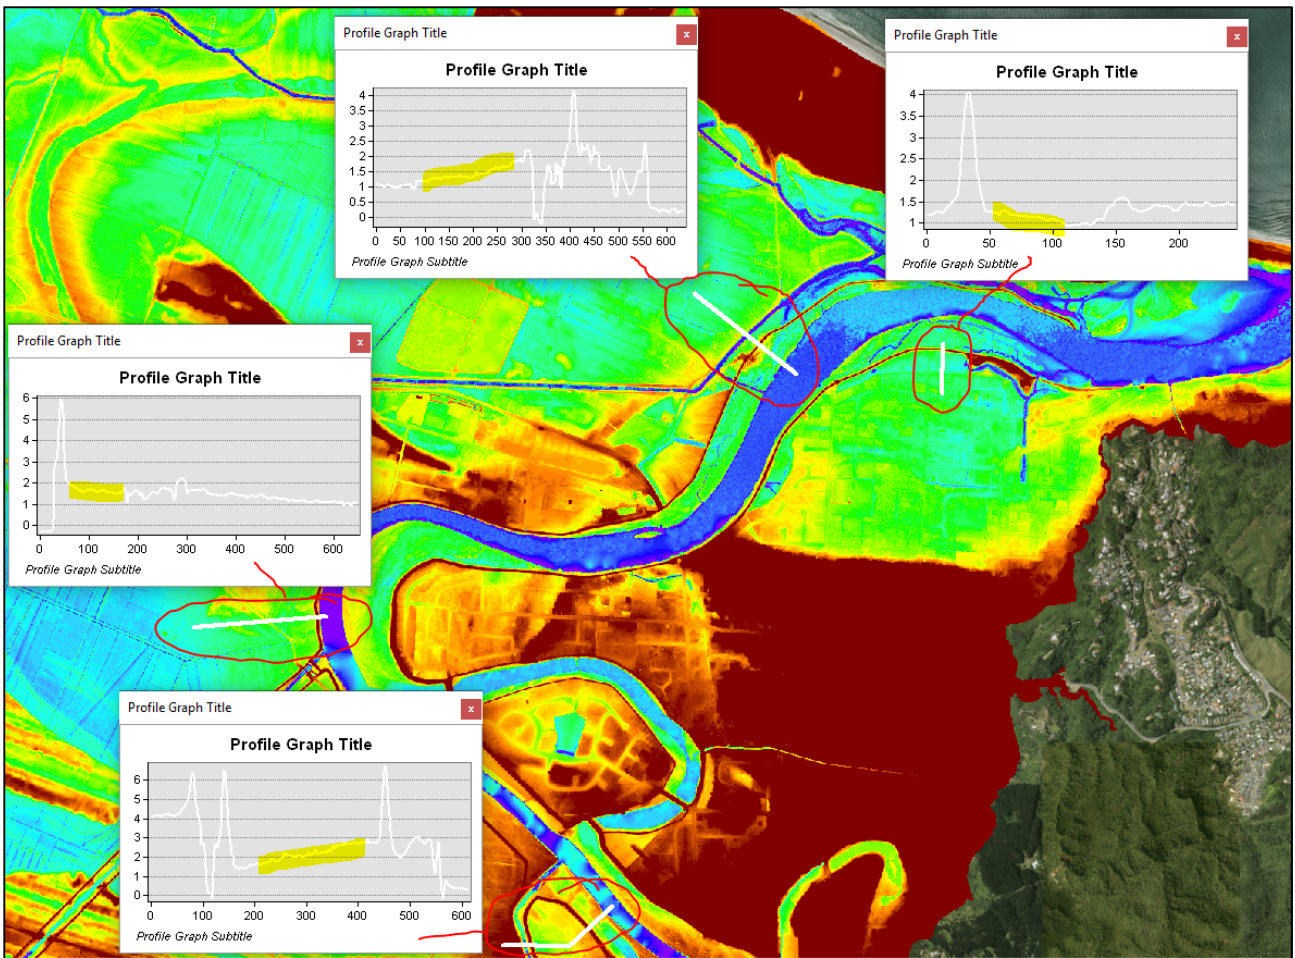 Profile Graph Title
x
Profile Graph Title
4
3.5
3
2.5
2
1.5
1
0.5
0
0 50 100 150 200 250 300 350 400 450 500 550 600
Profile Graph Subtitle
Profile Graph Title
x
Profile Graph Title
4
3.5
3
2.5
2
1.5
1
0 50 100 150 200
Profile Graph Subtitle
Profile Graph Title
x
Profile Graph Title
6
5
4
3
2
1
0
0 100 200 300 400 500 600
Profile Graph Subtitle
Profile Graph Title
x
Profile Graph Title
6
5
4
3
2
1
0
0 100 200 300 400 500 600
Profile Graph Subtitle